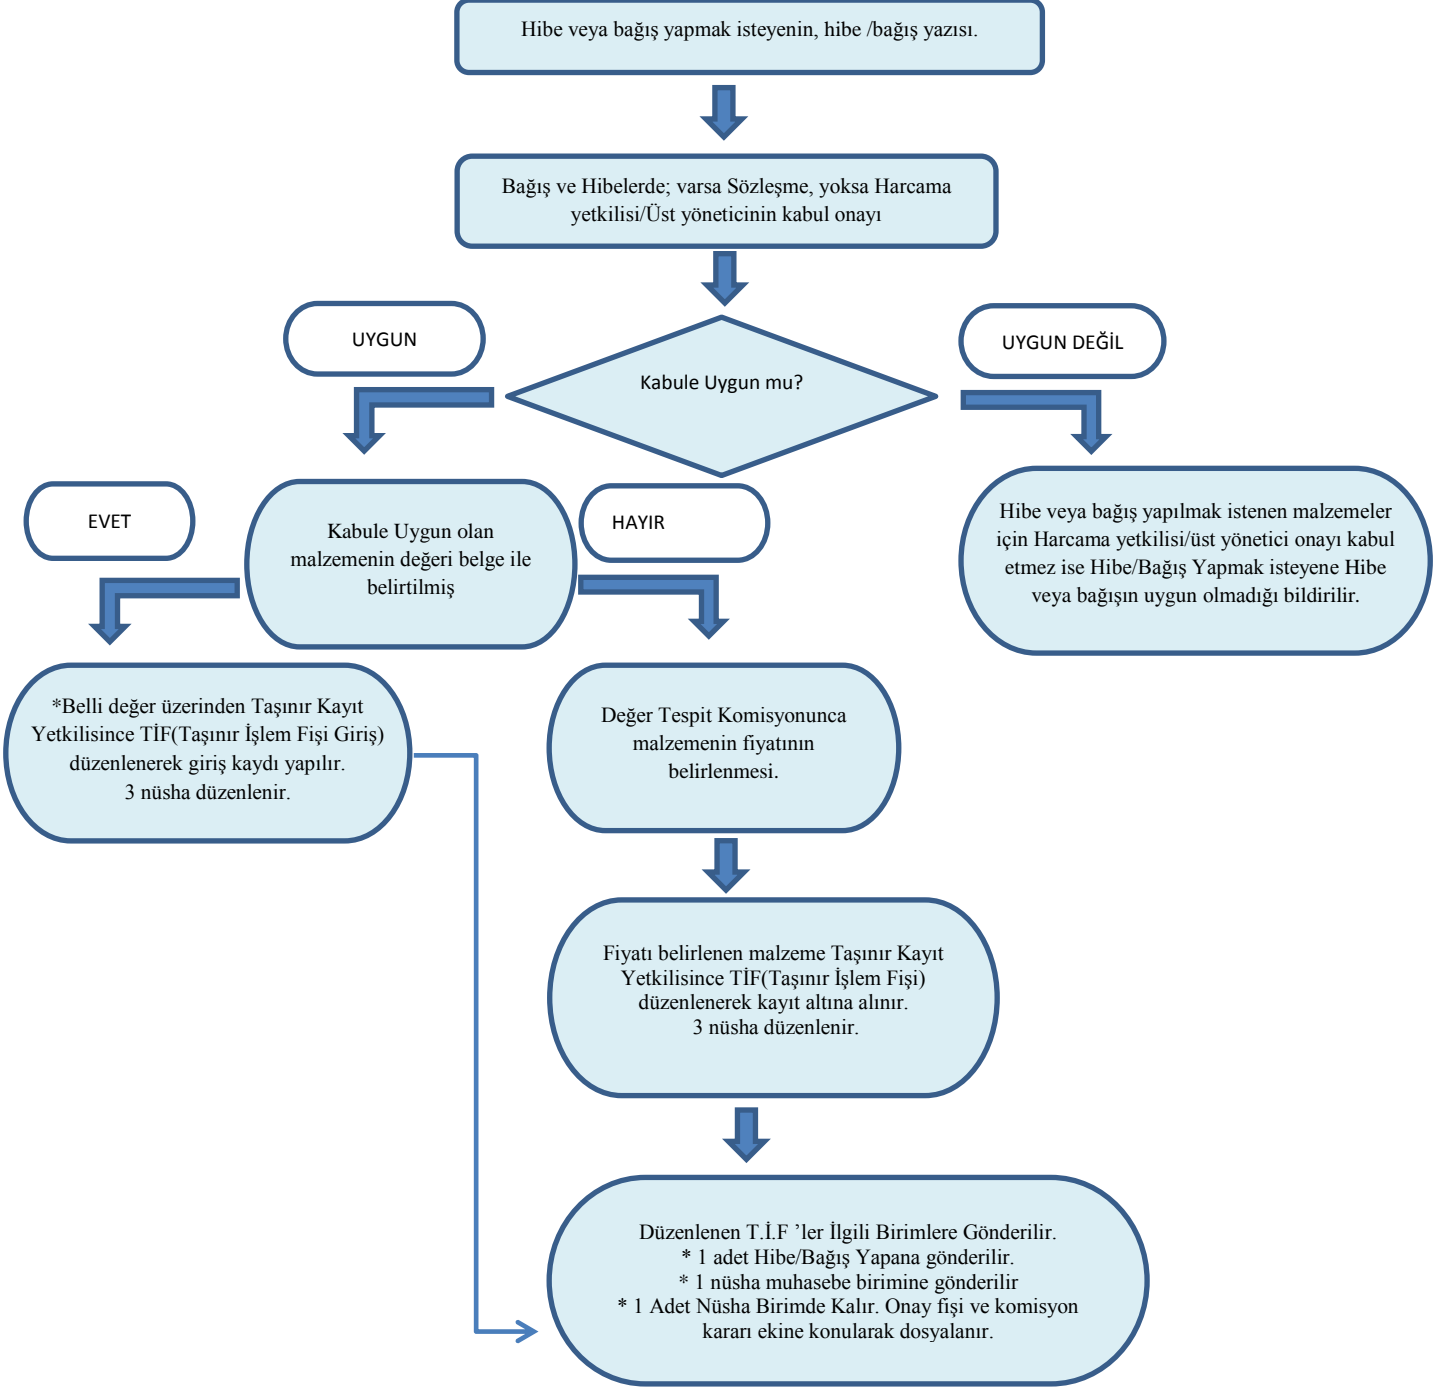 Hibe veya bağış yapmak isteyenin, hibe /bağış yazısı.
Bağış ve Hibelerde; varsa Sözleşme, yoksa Harcama
yetkilisi/Üst yöneticinin kabul onayı
UYGUN
UYGUN DEĞİL
Kabule Uygun mu?
EVET
Kabule Uygun olan
malzemenin değeri belge ile
belirtilmiş
HAYIR
Hibe veya bağış yapılmak istenen malzemeler
için Harcama yetkilisi/üst yönetici onayı kabul
etmez ise Hibe/Bağış Yapmak isteyene Hibe
veya bağışın uygun olmadığı bildirilir.
*Belli değer üzerinden Taşınır Kayıt
Yetkilisince TİF(Taşınır İşlem Fişi Giriş)
düzenlenerek giriş kaydı yapılır.
3 nüsha düzenlenir.
Değer Tespit Komisyonunca
malzemenin fiyatının
belirlenmesi.
Fiyatı belirlenen malzeme Taşınır Kayıt
Yetkilisince TİF(Taşınır İşlem Fişi)
düzenlenerek kayıt altına alınır.
3 nüsha düzenlenir.
Düzenlenen T.İ.F ’ler İlgili Birimlere Gönderilir.
* 1 adet Hibe/Bağış Yapana gönderilir.
* 1 nüsha muhasebe birimine gönderilir
* 1 Adet Nüsha Birimde Kalır. Onay fişi ve komisyon
kararı ekine konularak dosyalanır.